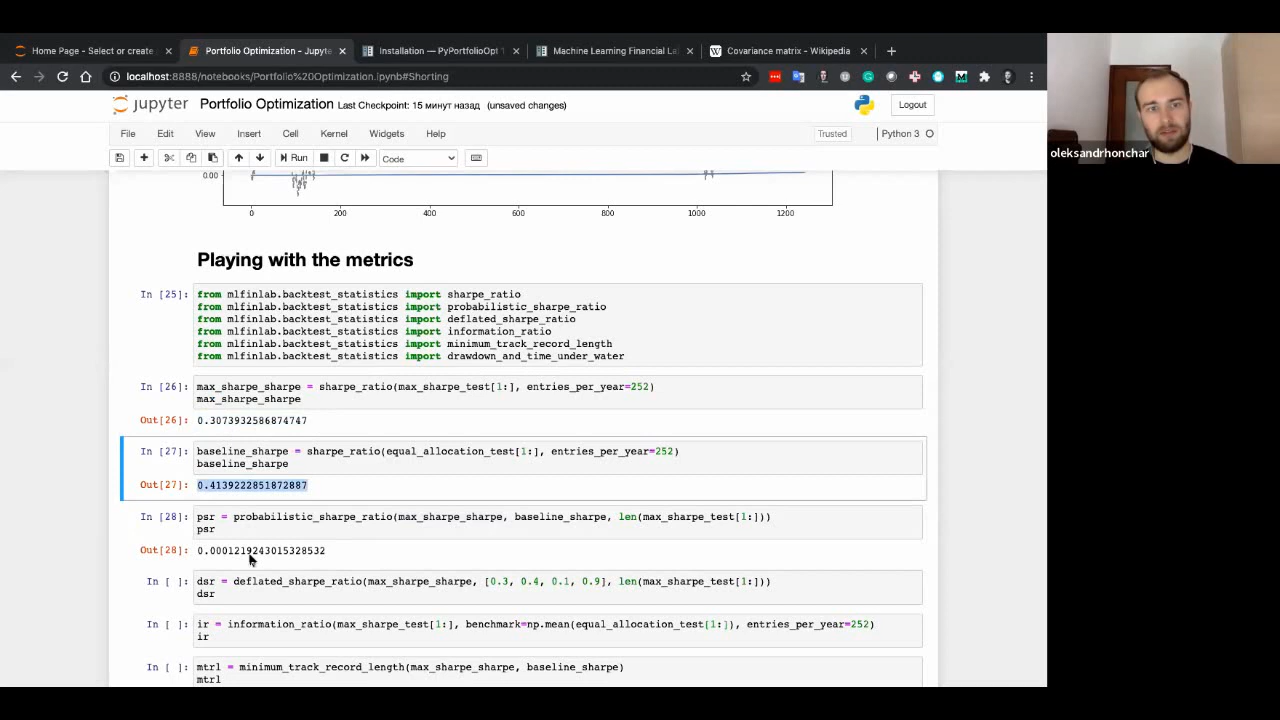 Home Page - Select or create
Portfolio Optimization - Jupyte
Installation — PyPortfolioOpt
Machine Learning Financial La
Covariance matrix - Wikipedia
localhost:8888/notebooks/Portfolio%20Optimization.ipynb#Shorting
jupyter Portfolio Optimization Last Checkpoint: 15 минут назад (unsaved changes)
Logout
File Edit View Insert Cell Kernel Widgets Help
Trusted
Python 3
Run
Code
0.00
0 200 400 600 800 1000 1200
Playing with the metrics
In [25]: from mlfinlab.backtest_statistics import sharpe_ratio
from mlfinlab.backtest_statistics import probabilistic_sharpe_ratio
from mlfinlab.backtest_statistics import deflated_sharpe_ratio
from mlfinlab.backtest_statistics import information_ratio
from mlfinlab.backtest_statistics import minimum_track_record_length
from mlfinlab.backtest_statistics import drawdown_and_time_under_water
In [26]: max_sharpe_sharpe = sharpe_ratio(max_sharpe_test[1:], entries_per_year=252)
max_sharpe_sharpe
Out[26]: 0.3073932586874747
In [27]: baseline_sharpe = sharpe_ratio(equal_allocation_test[1:], entries_per_year=252)
baseline_sharpe
Out[27]: 0.4139222851872887
In [28]: psr = probabilistic_sharpe_ratio(max_sharpe_sharpe, baseline_sharpe, len(max_sharpe_test[1:]))
psr
Out[28]: 0.0001219243015328532
In [ ]: dsr = deflated_sharpe_ratio(max_sharpe_sharpe, [0.3, 0.4, 0.1, 0.9], len(max_sharpe_test[1:]))
dsr
In [ ]: ir = information_ratio(max_sharpe_test[1:], benchmark=np.mean(equal_allocation_test[1:]), entries_per_year=252)
ir
In [ ]: mtrl = minimum_track_record_length(max_sharpe_sharpe, baseline_sharpe)
mtrl
oleksandrhonchar